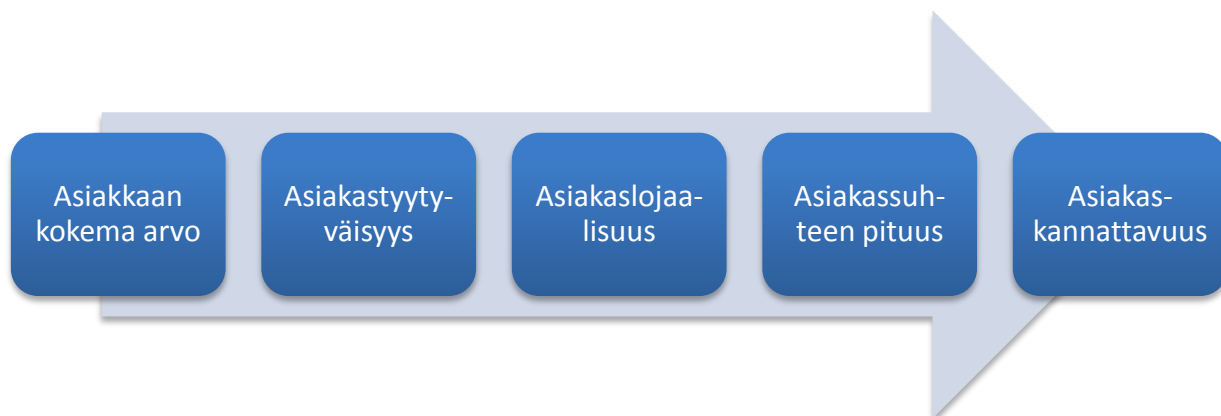 Asiakkaan
kokema arvo
Asiakastyyty-
väisyys
Asiakaslojaa-
lisuus
Asiakassuh-
teen pituus
Asiakas-
kannattavuus